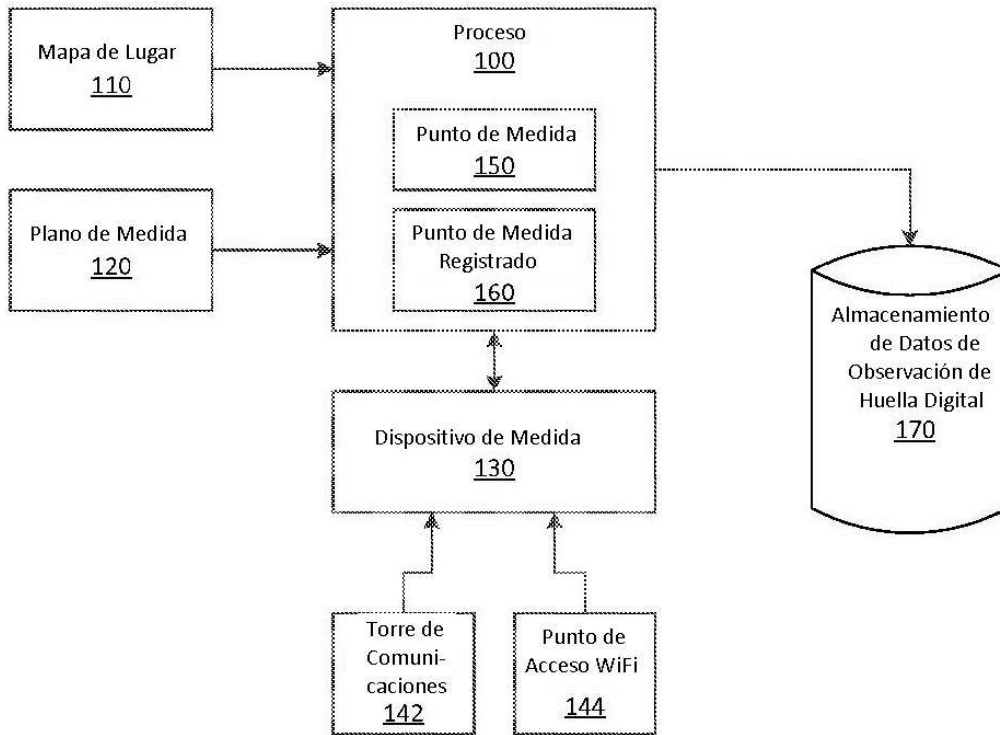 Mapa de Lugar
110
Proceso
100
Punto de Medida
150
Plano de Medida
120
Punto de Medida
Registrado
160
Almacenamiento
de Datos de
Observación de
Huella Digital
170
Dispositivo de Medida
130
Torre de
Comuni-
caciones
142
Punto de
Acceso WiFi
144